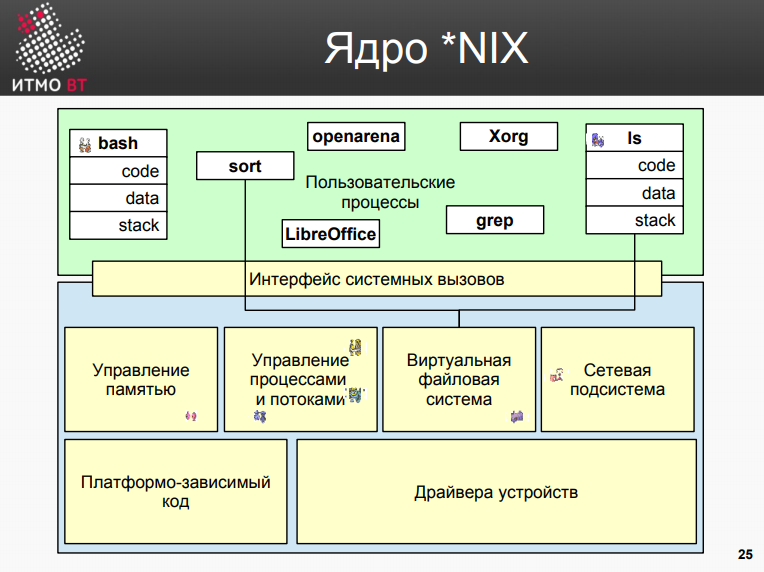 Ядро *NIX
ИТМО ВТ
bash
code
data
stack
sort
openarena
Xorg
ls
code
data
stack
Пользовательские
процессы
LibreOffice
grep
Интерфейс системных вызовов
Управление
памятью
Управление
процессами
и потоками
Виртуальная
файловая
система
Сетевая
подсистема
Платформо-зависимый
код
Драйвера устройств
25